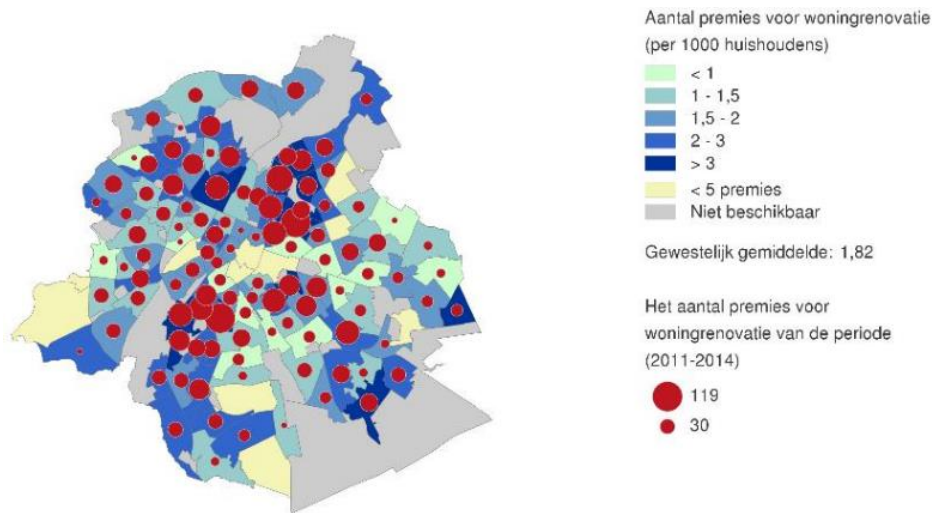 Aantal premies voor woningrenovatie
(per 1000 huishoudens)
< 1
1 - 1,5
1,5 - 2
2 - 3
> 3
< 5 premies
Niet beschikbaar
Gewestelijk gemiddelde: 1,82
Het aantal premies voor
woningrenovatie van de periode
(2011-2014)
119
30